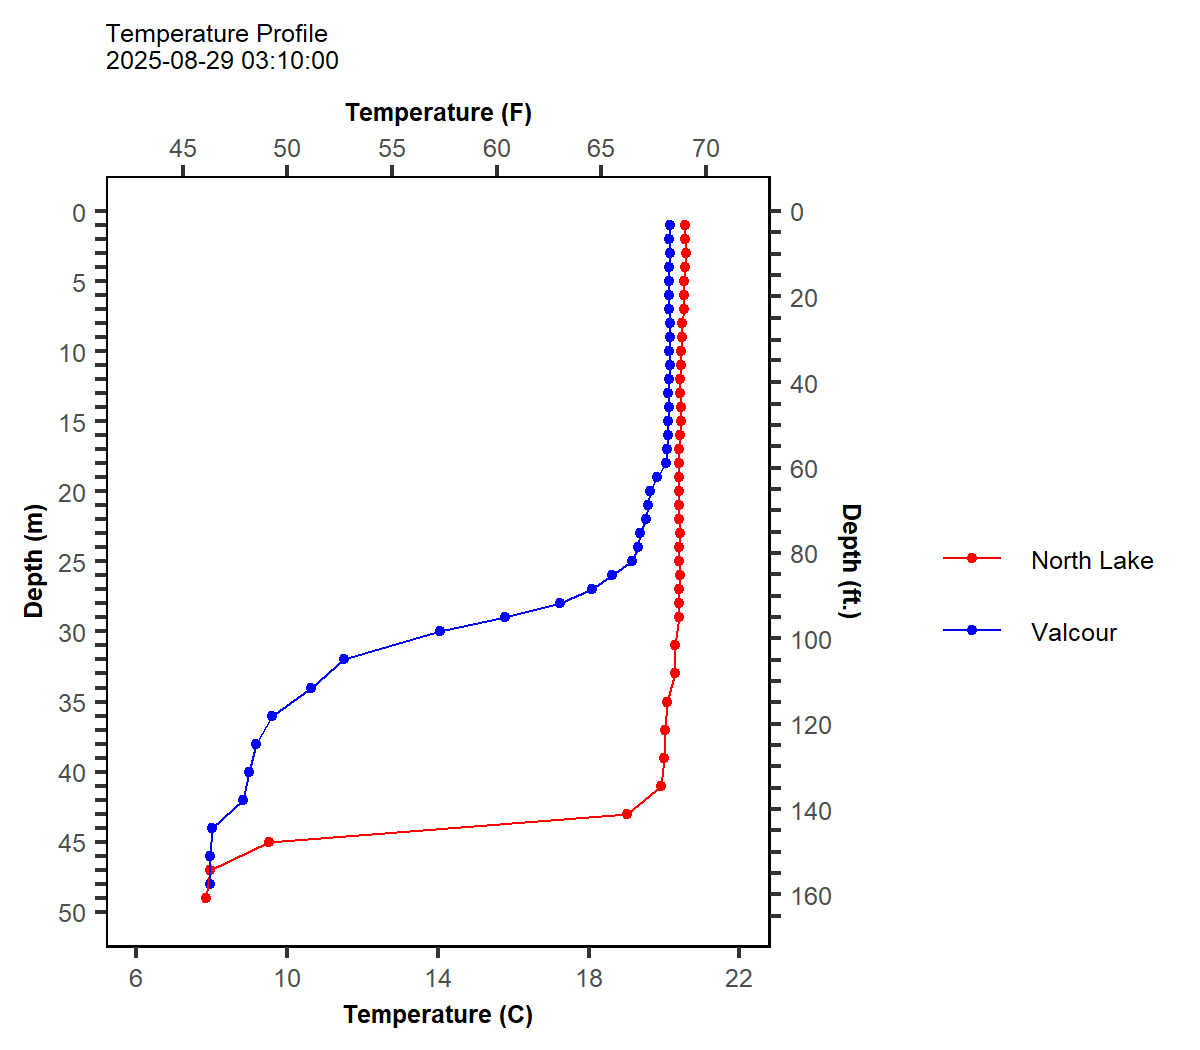 Temperature Profile
2025-08-29 03:10:00
Temperature (F)
45 50 55 60 65 70
0
5
10
15
20
25
30
35
40
45
50
Depth (m)
0
20
40
60
80
100
120
140
160
Depth (ft.)
6 10 14 18 22
Temperature (C)
North Lake
Valcour